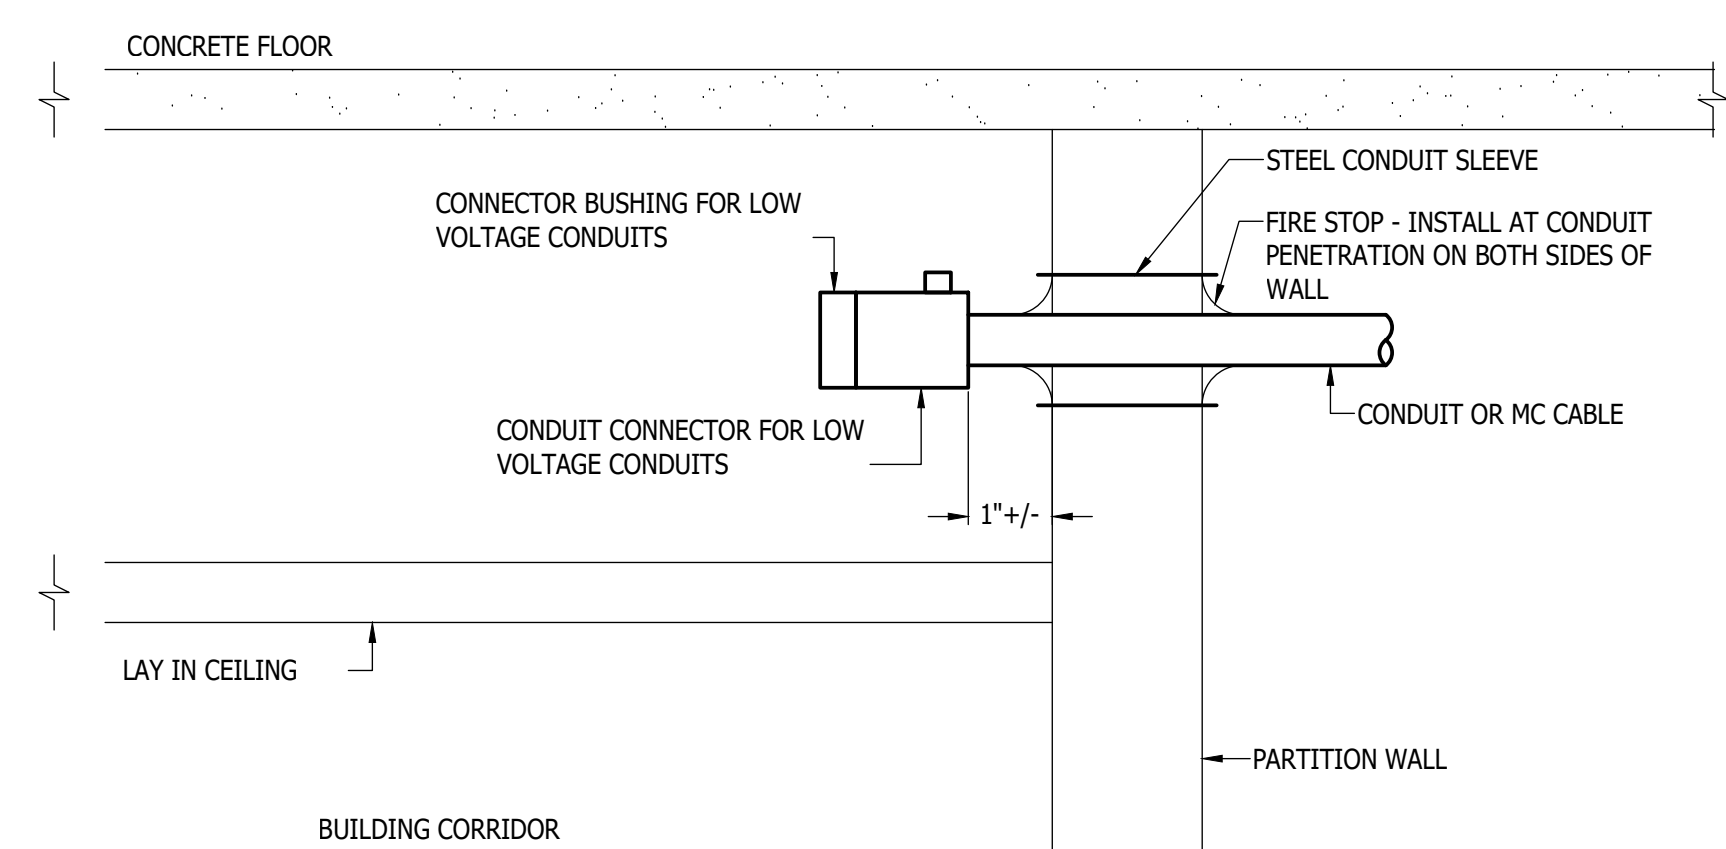 CONCRETE FLOOR
STEEL CONDUIT SLEEVE
CONNECTOR BUSHING FOR LOW
VOLTAGE CONDUITS
FIRE STOP - INSTALL AT CONDUIT
PENETRATION ON BOTH SIDES OF
WALL
CONDUIT OR MC CABLE
CONDUIT CONNECTOR FOR LOW
VOLTAGE CONDUITS
1"+/-
LAY IN CEILING
PARTITION WALL
BUILDING CORRIDOR